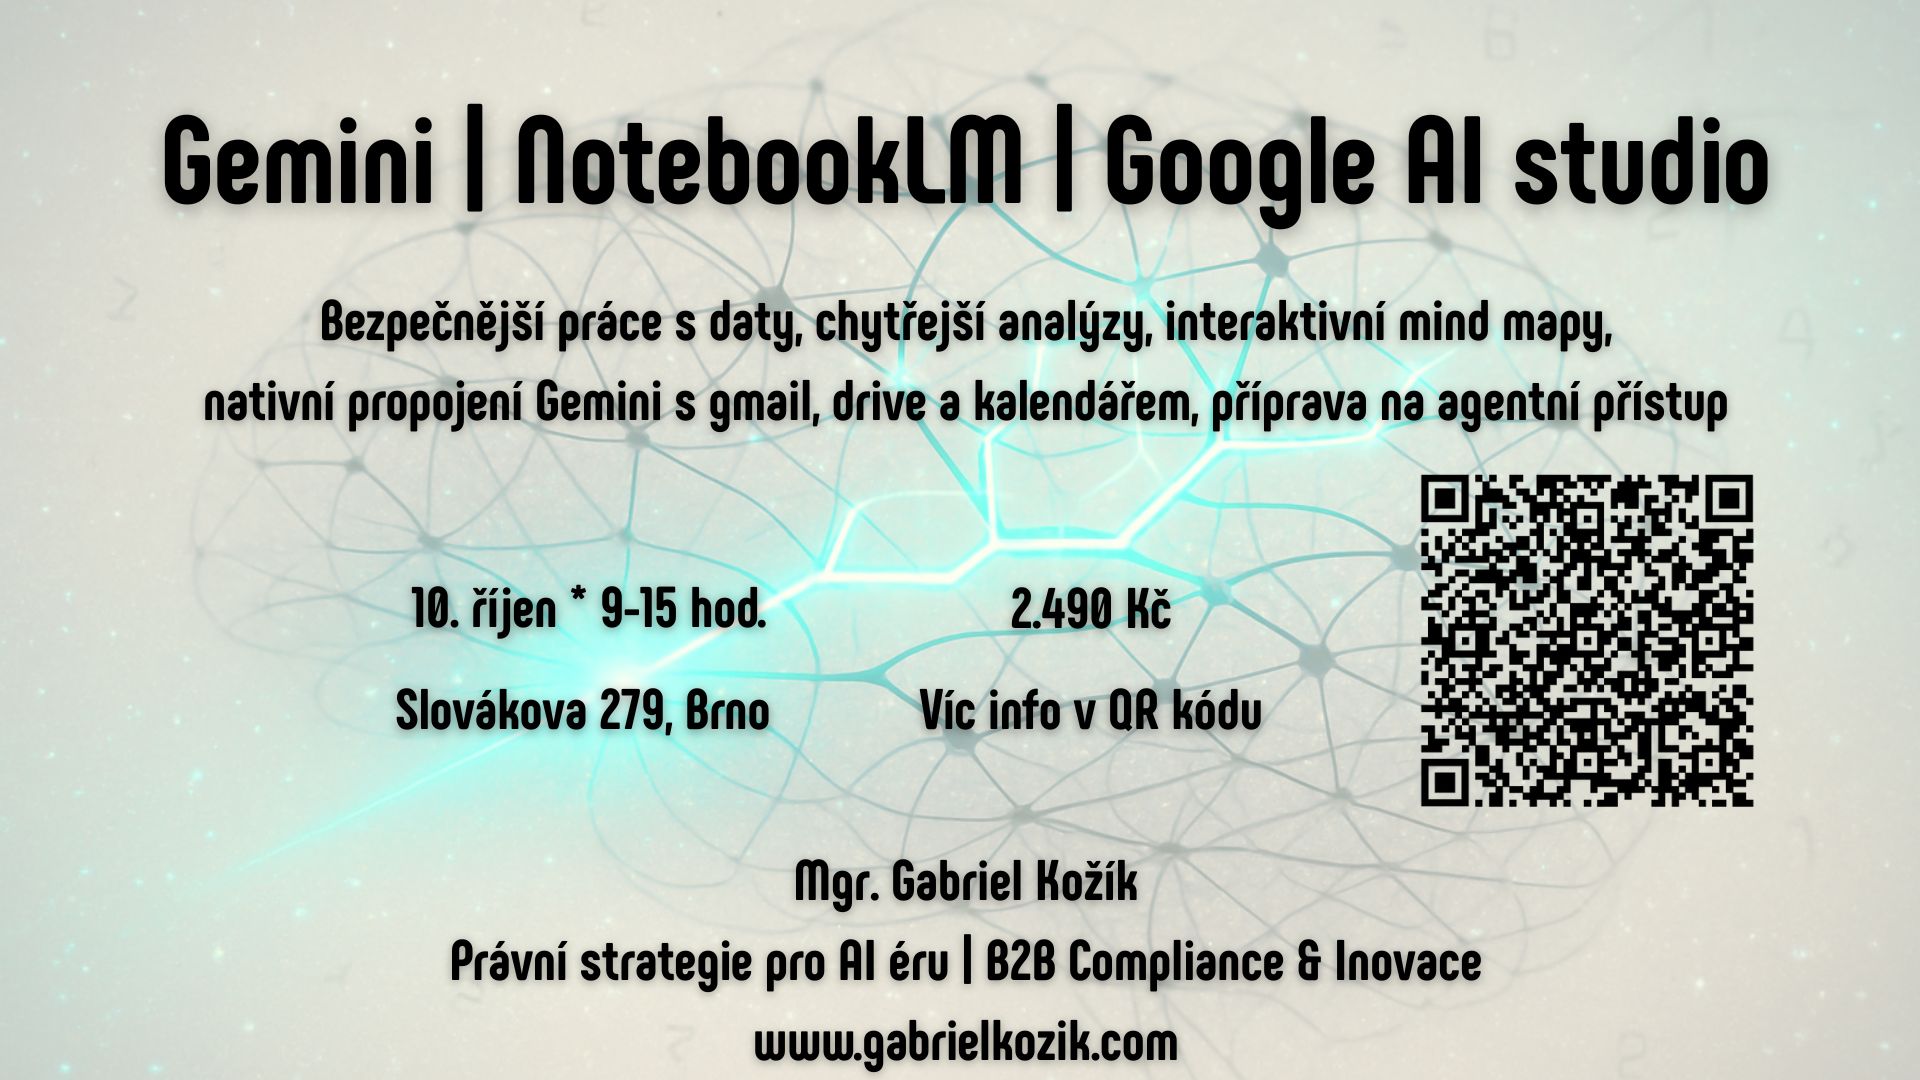 Gemini | NotebookLM | Google AI studio
Bezpečnější práce s daty, chytřejší analýzy, interaktivní mind mapy,
nativní propojení Gemini s gmail, drive a kalendářem, příprava na agentní přístup
10. říjen * 9-15 hod.
2.490 Kč
Slovákova 279, Brno
Víc info v QR kódu
Mgr. Gabriel Kožík
Právní strategie pro AI éru | B2B Compliance & Inovace
www.gabrielkozik.com